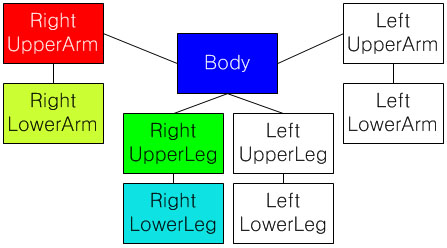 Right
UpperArm
Left
UpperArm
Body
Right
LowerArm
Left
LowerArm
Right
UpperLeg
Left
UpperLeg
Right
LowerLeg
Left
LowerLeg